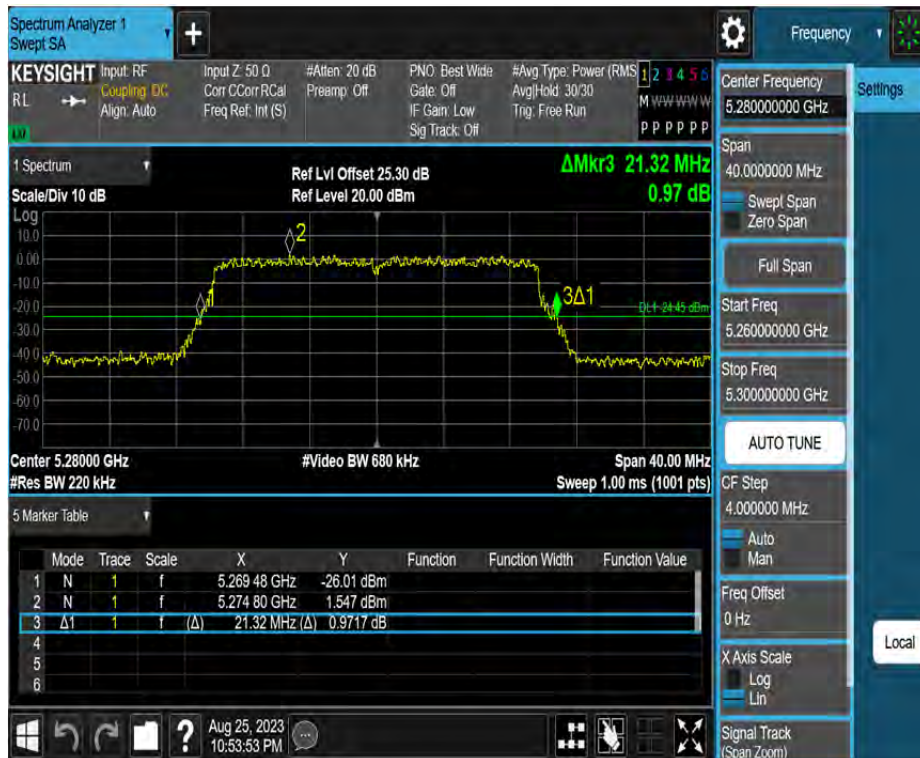 Spectrum Analyzer 1
Swept SA
+
Frequency
KEYSIGHT
RL
LXI
Input: RF
Coupling: DC
Align: Auto
Input Z: 50 Ω
Corr CCorr RCal
Freq Ref: Int (S)
#Atten: 20 dB
Preamp: Off
PNO: Best Wide
Gate: Off
IF Gain: Low
Sig Track: Off
#Avg Type: Power (RMS
Avg|Hold: 30/30
Trig: Free Run
1 2 3 4 5 6
M W W W W W
P P P P P P
Center Frequency
5.280000000 GHz
Settings
Span
40.0000000 MHz
Swept Span
Zero Span
Full Span
Start Freq
5.260000000 GHz
Stop Freq
5.300000000 GHz
AUTO TUNE
CF Step
4.000000 MHz
Auto
Man
Freq Offset
0 Hz
X Axis Scale
Log
Lin
Signal Track
(Span Zoom)
Local
1 Spectrum
Scale/Div 10 dB
Ref Lvl Offset 25.30 dB
Ref Level 20.00 dBm
ΔMkr3 21.32 MHz
0.97 dB
Log
10.0
0.00
-10.0
-20.0
-30.0
-40.0
-50.0
-60.0
-70.0
2
3Δ1
DL1 -24.45 dBm
Center 5.28000 GHz
#Video BW 680 kHz
Span 40.00 MHz
#Res BW 220 kHz
Sweep 1.00 ms (1001 pts)
5 Marker Table
Mode Trace Scale X Y Function Function Width Function Value
1 N 1 f 5.269 48 GHz -26.01 dBm
2 N 1 f 5.274 80 GHz 1.547 dBm
3 Δ1 1 f (Δ) 21.32 MHz (Δ) 0.9717 dB
4
5
6
?
Aug 25, 2023
10:53:53 PM